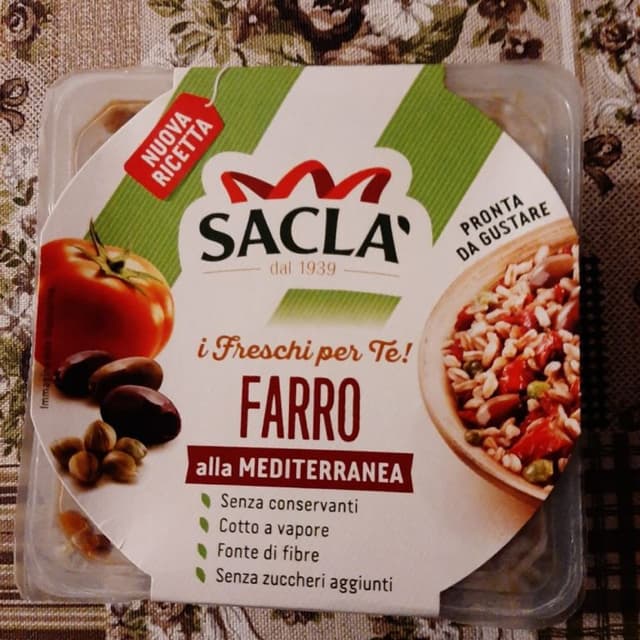 NUOVA
RICETTA
SACLA'
dal 1939
PRONTA
DA GUSTARE
i Freschi per Te!
FARRO
alla MEDITERRANEA
Senza conservanti
Cotto a vapore
Fonte di fibre
Senza zuccheri aggiunti